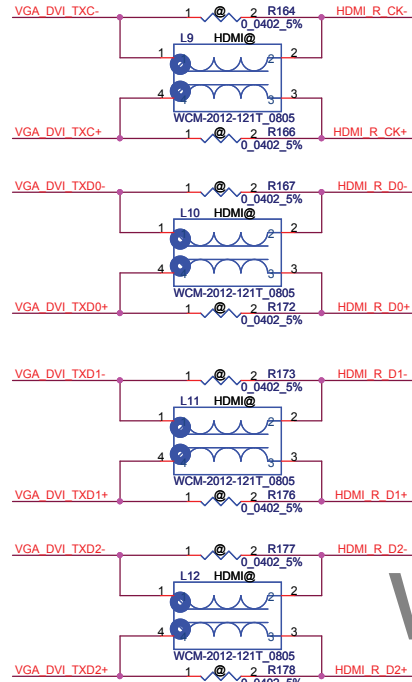 VGA_DVI_TXC- 1 @ 2 R164 HDMI_R_CK-
0_0402_5%
L9 HDMI@
1 2 2
4 3 3
WCM-2012-121T_0805
VGA_DVI_TXC+ 1 @ 2 R166 HDMI_R_CK+
0_0402_5%
VGA_DVI_TXD0- 1 @ 2 R167 HDMI_R_D0-
0_0402_5%
L10 HDMI@
1 2 2
4 3 3
WCM-2012-121T_0805
VGA_DVI_TXD0+ 1 @ 2 R172 HDMI_R_D0+
0_0402_5%
VGA_DVI_TXD1- 1 @ 2 R173 HDMI_R_D1-
0_0402_5%
L11 HDMI@
1 2 2
4 3 3
WCM-2012-121T_0805
VGA_DVI_TXD1+ 1 @ 2 R176 HDMI_R_D1+
0_0402_5%
VGA_DVI_TXD2- 1 @ 2 R177 HDMI_R_D2-
0_0402_5%
L12 HDMI@
1 2 2
4 3 3
WCM-2012-121T_0805
VGA_DVI_TXD2+ 1 @ 2 R178 HDMI_R_D2+
0_0402_5%